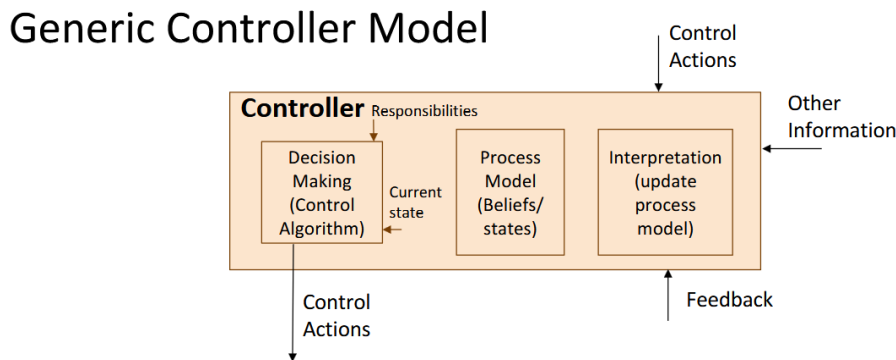 Generic Controller Model
Control
Actions
Controller
Responsibilities
Other
Information
Decision
Making
(Control
Algorithm)
Current
state
Process
Model
(Beliefs/
states)
Interpretation
(update
process
model)
Control
Actions
Feedback